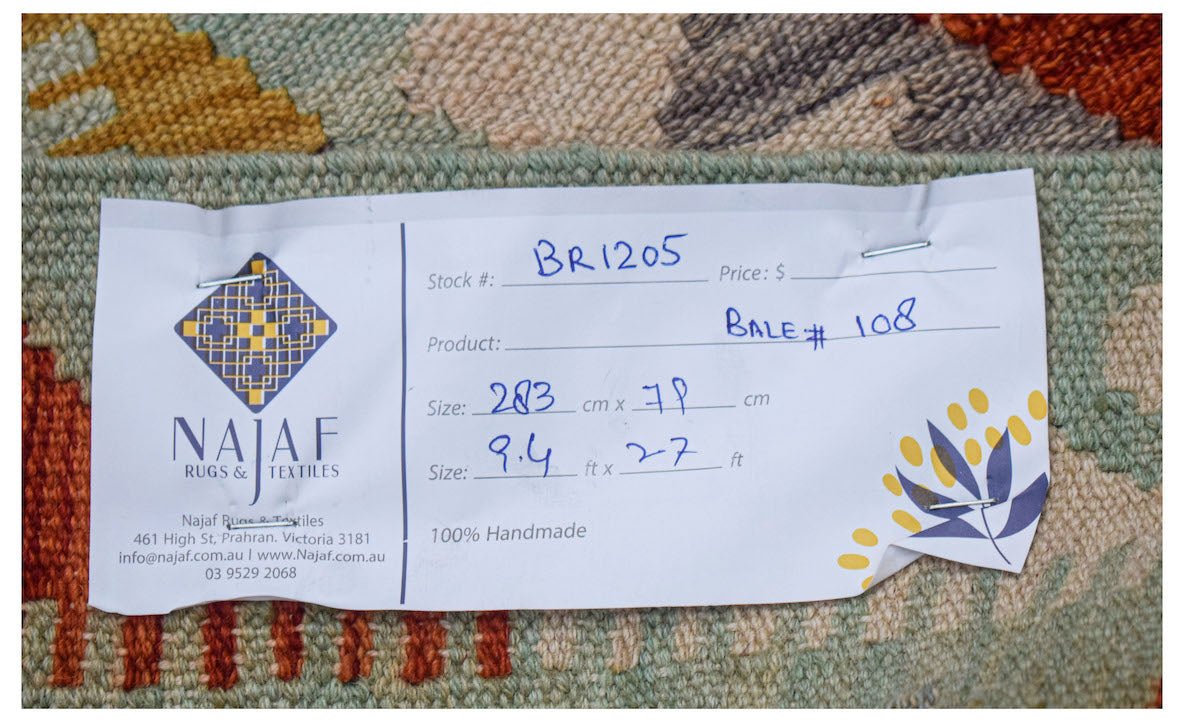 NAJAF
RUGS & TEXTILES
Najaf Rugs & Textiles
461 High St, Prahran. Victoria 3181
info@najaf.com.au | www.Najaf.com.au
03 9529 2068
Stock #: BR1205 Price: $
Product: BALE# 108
Size: 283 cm x cm
Size: 9.4 ft x 2-7 ft
100% Handmade